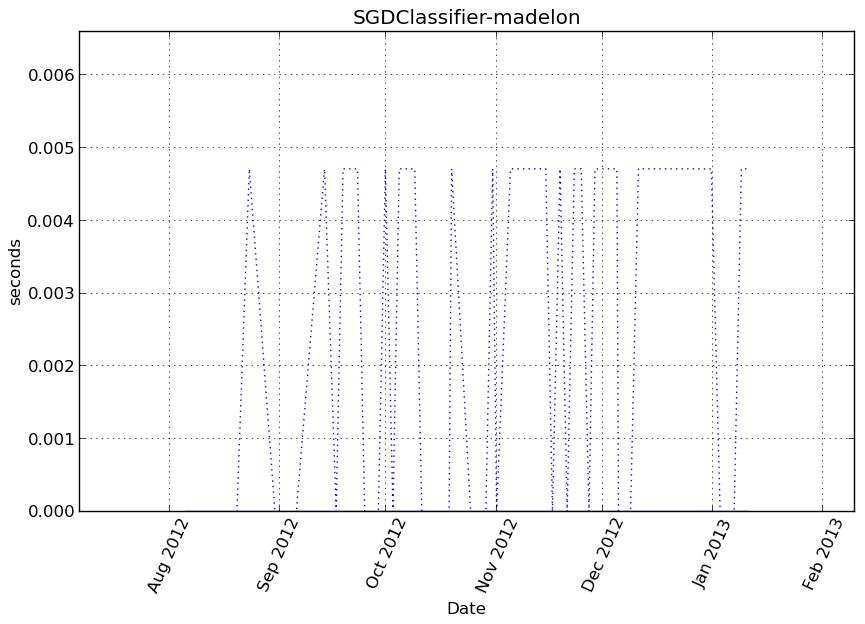 SGDClassifier-madelon
0.006
0.005
0.004
0.003
0.002
0.001
0.000
seconds
Aug 2012
Sep 2012
Oct 2012
Nov 2012
Dec 2012
Jan 2013
Feb 2013
Date